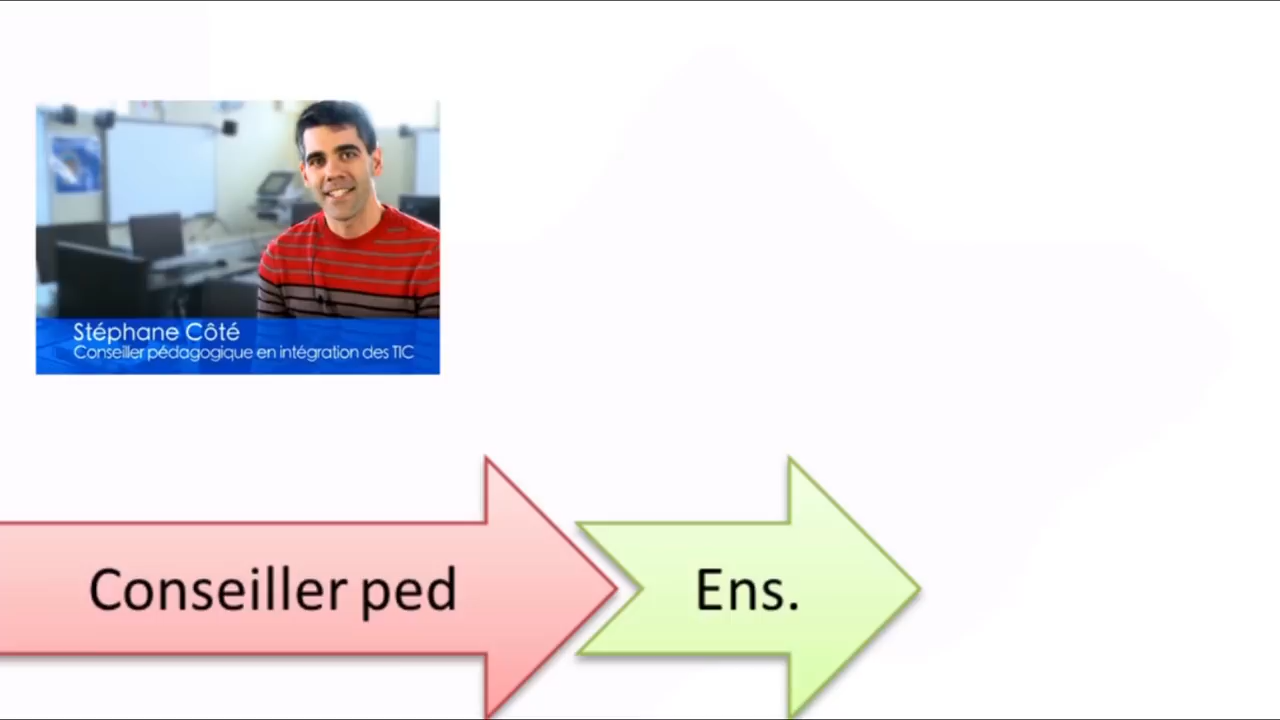 Stéphane Côté
Conseiller pédagogique en intégration des TIC
Conseiller ped
Ens.